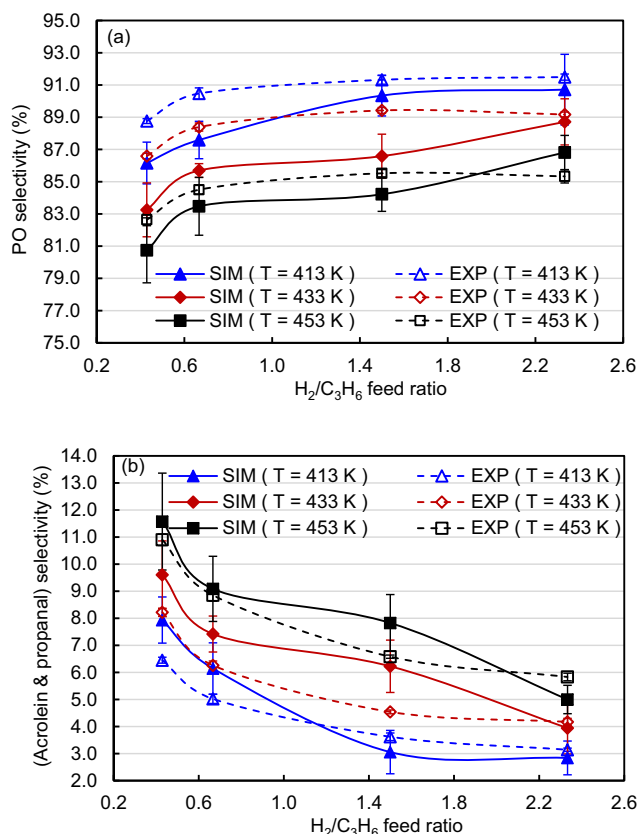 (a)
95.0
93.0
91.0
89.0
87.0
85.0
83.0
81.0
79.0
77.0
75.0
PO selectivity (%)
SIM ( T = 413 K ) EXP ( T = 413 K )
SIM ( T = 433 K ) EXP ( T = 433 K )
SIM ( T = 453 K ) EXP ( T = 453 K )
0.2 0.6 1.0 1.4 1.8 2.2 2.6
H₂/C₃H₆ feed ratio
(b)
14.0
13.0
12.0
11.0
10.0
9.0
8.0
7.0
6.0
5.0
4.0
3.0
2.0
(Acrolein & propanal) selectivity (%)
SIM ( T = 413 K ) EXP ( T = 413 K )
SIM ( T = 433 K ) EXP ( T = 433 K )
SIM ( T = 453 K ) EXP ( T = 453 K )
0.2 0.6 1.0 1.4 1.8 2.2 2.6
H₂/C₃H₆ feed ratio